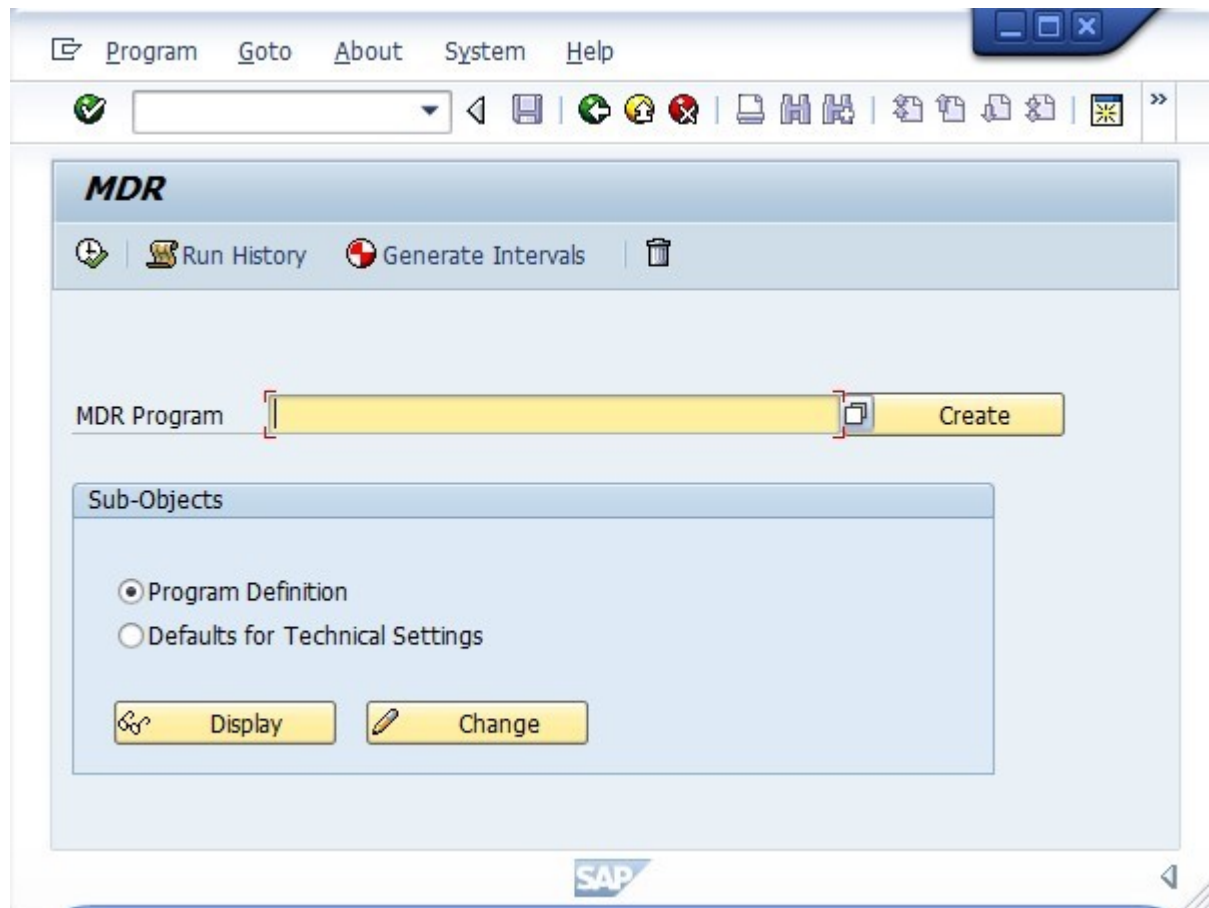 Program Goto About System Help
MDR
Run History Generate Intervals
MDR Program Create
Sub-Objects
Program Definition
Defaults for Technical Settings
Display Change
SAP